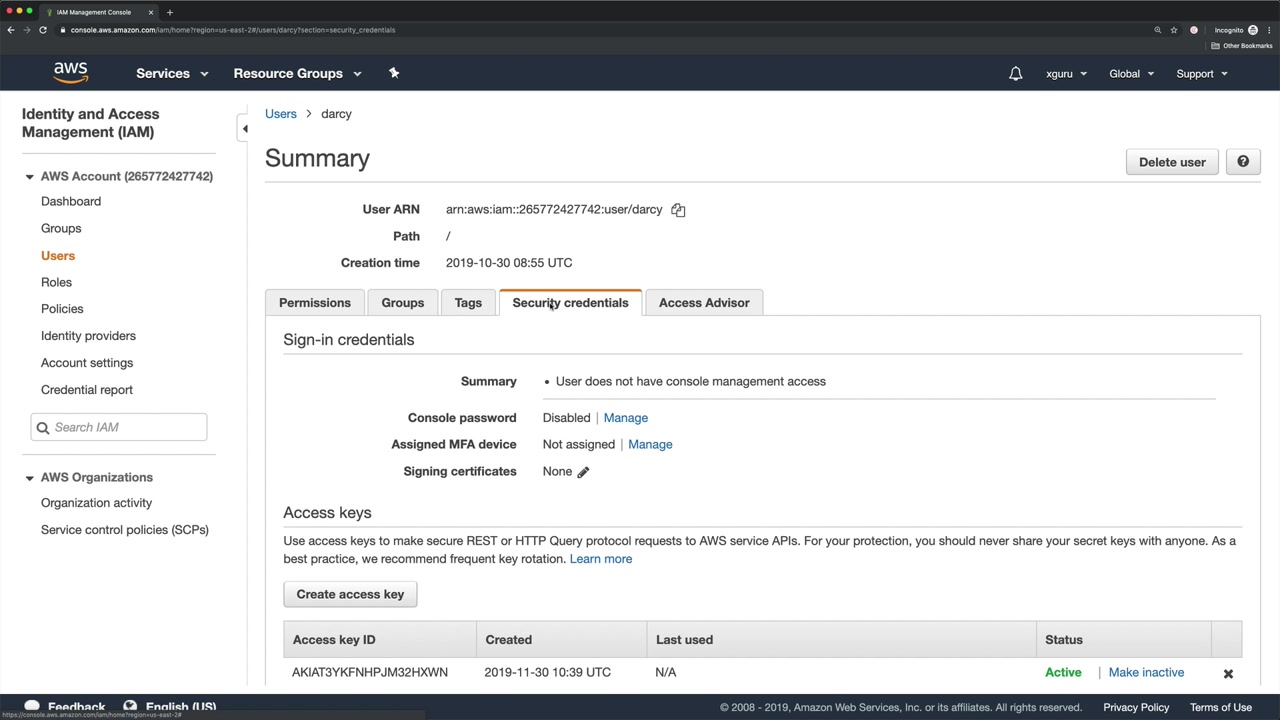 IAM Management Console
console.aws.amazon.com/iam/home?region=us-east-2#/users/darcy?section=security_credentials
Incognito
Other Bookmarks
aws
Services
Resource Groups
xguru
Global
Support
Identity and Access
Management (IAM)
AWS Account (265772427742)
Dashboard
Groups
Users
Roles
Policies
Identity providers
Account settings
Credential report
Search IAM
AWS Organizations
Organization activity
Service control policies (SCPs)
Users > darcy
Summary
Delete user
User ARN arn:aws:iam::265772427742:user/darcy
Path /
Creation time 2019-10-30 08:55 UTC
Permissions Groups Tags Security credentials Access Advisor
Sign-in credentials
Summary • User does not have console management access
Console password Disabled | Manage
Assigned MFA device Not assigned | Manage
Signing certificates None
Access keys
Use access keys to make secure REST or HTTP Query protocol requests to AWS service APIs. For your protection, you should never share your secret keys with anyone. As a
best practice, we recommend frequent key rotation. Learn more
Create access key
Access key ID Created Last used Status
AKIAT3YKFNHPJM32HXWN 2019-11-30 10:39 UTC N/A Active | Make inactive
Feedback English (US) © 2008 - 2019, Amazon Web Services, Inc. or its affiliates. All rights reserved. Privacy Policy Terms of Use
https://console.aws.amazon.com/iam/home?region=us-east-2#